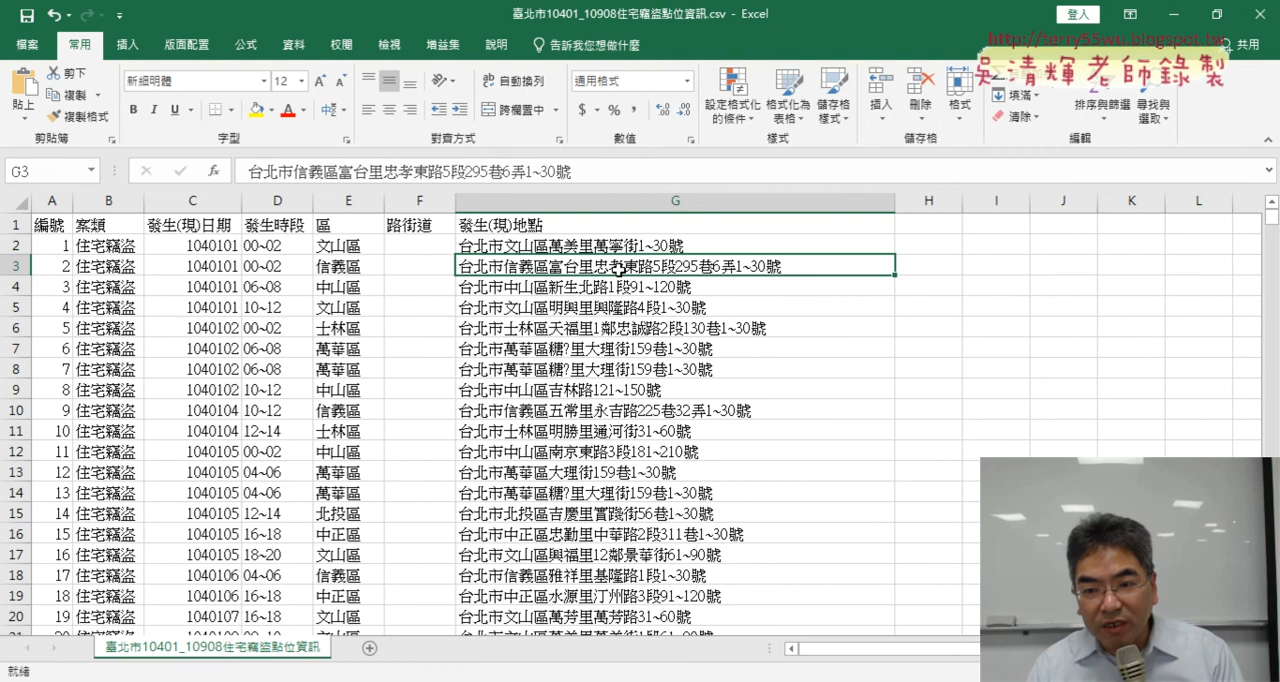 臺北市10401_10908住宅竊盜點位資訊.csv - Excel
登入
檔案 常用 插入 版面配置 公式 資料 校閱 檢視 增益集 說明 告訴我您想做什麼 共用
http://terry55wu.blogspot.tw
吳清輝老師錄製
貼上 剪下 複製 複製格式 剪貼簿
新細明體 12 B I U 字型
自動換列 跨欄置中 對齊方式
通用格式 $ % 數值
設定格式化的條件 格式化為表格 儲存格樣式 樣式
插入 刪除 格式 儲存格
填滿 清除 排序與篩選 尋找與選取 編輯
G3 fx 台北市信義區富台里忠孝東路5段295巷6弄1~30號
A B C D E F G H I J K L
1 編號 案類 發生(現)日期 發生時段 區 路街道 發生(現)地點
2 1 住宅竊盜 1040101 00~02 文山區 台北市文山區萬美里萬寧街1~30號
3 2 住宅竊盜 1040101 00~02 信義區 台北市信義區富台里忠孝東路5段295巷6弄1~30號
4 3 住宅竊盜 1040101 06~08 中山區 台北市中山區新生北路1段91~120號
5 4 住宅竊盜 1040101 10~12 文山區 台北市文山區明興里興隆路4段1~30號
6 5 住宅竊盜 1040102 00~02 士林區 台北市士林區天福里1鄰忠誠路2段130巷1~30號
7 6 住宅竊盜 1040102 06~08 萬華區 台北市萬華區糖?里大理街159巷1~30號
8 7 住宅竊盜 1040102 06~08 萬華區 台北市萬華區糖?里大理街159巷1~30號
9 8 住宅竊盜 1040102 10~12 中山區 台北市中山區吉林路121~150號
10 9 住宅竊盜 1040104 10~12 信義區 台北市信義區五常里永吉路225巷32弄1~30號
11 10 住宅竊盜 1040104 12~14 士林區 台北市士林區明勝里通河街31~60號
12 11 住宅竊盜 1040105 00~02 中山區 台北市中山區南京東路3段181~210號
13 12 住宅竊盜 1040105 04~06 萬華區 台北市萬華區大理街159巷1~30號
14 13 住宅竊盜 1040105 04~06 萬華區 台北市萬華區糖?里大理街159巷1~30號
15 14 住宅竊盜 1040105 12~14 北投區 台北市北投區吉慶里實踐街56巷1~30號
16 15 住宅竊盜 1040105 16~18 中正區 台北市中正區忠勤里中華路2段311巷1~30號
17 16 住宅竊盜 1040105 18~20 文山區 台北市文山區興福里12鄰景華街61~90號
18 17 住宅竊盜 1040106 04~06 信義區 台北市信義區雅祥里基隆路1段1~30號
19 18 住宅竊盜 1040106 16~18 中正區 台北市中正區水源里汀州路3段91~120號
20 19 住宅竊盜 1040107 16~18 文山區 台北市文山區萬芳里萬芳路31~60號
臺北市10401_10908住宅竊盜點位資訊
就緒